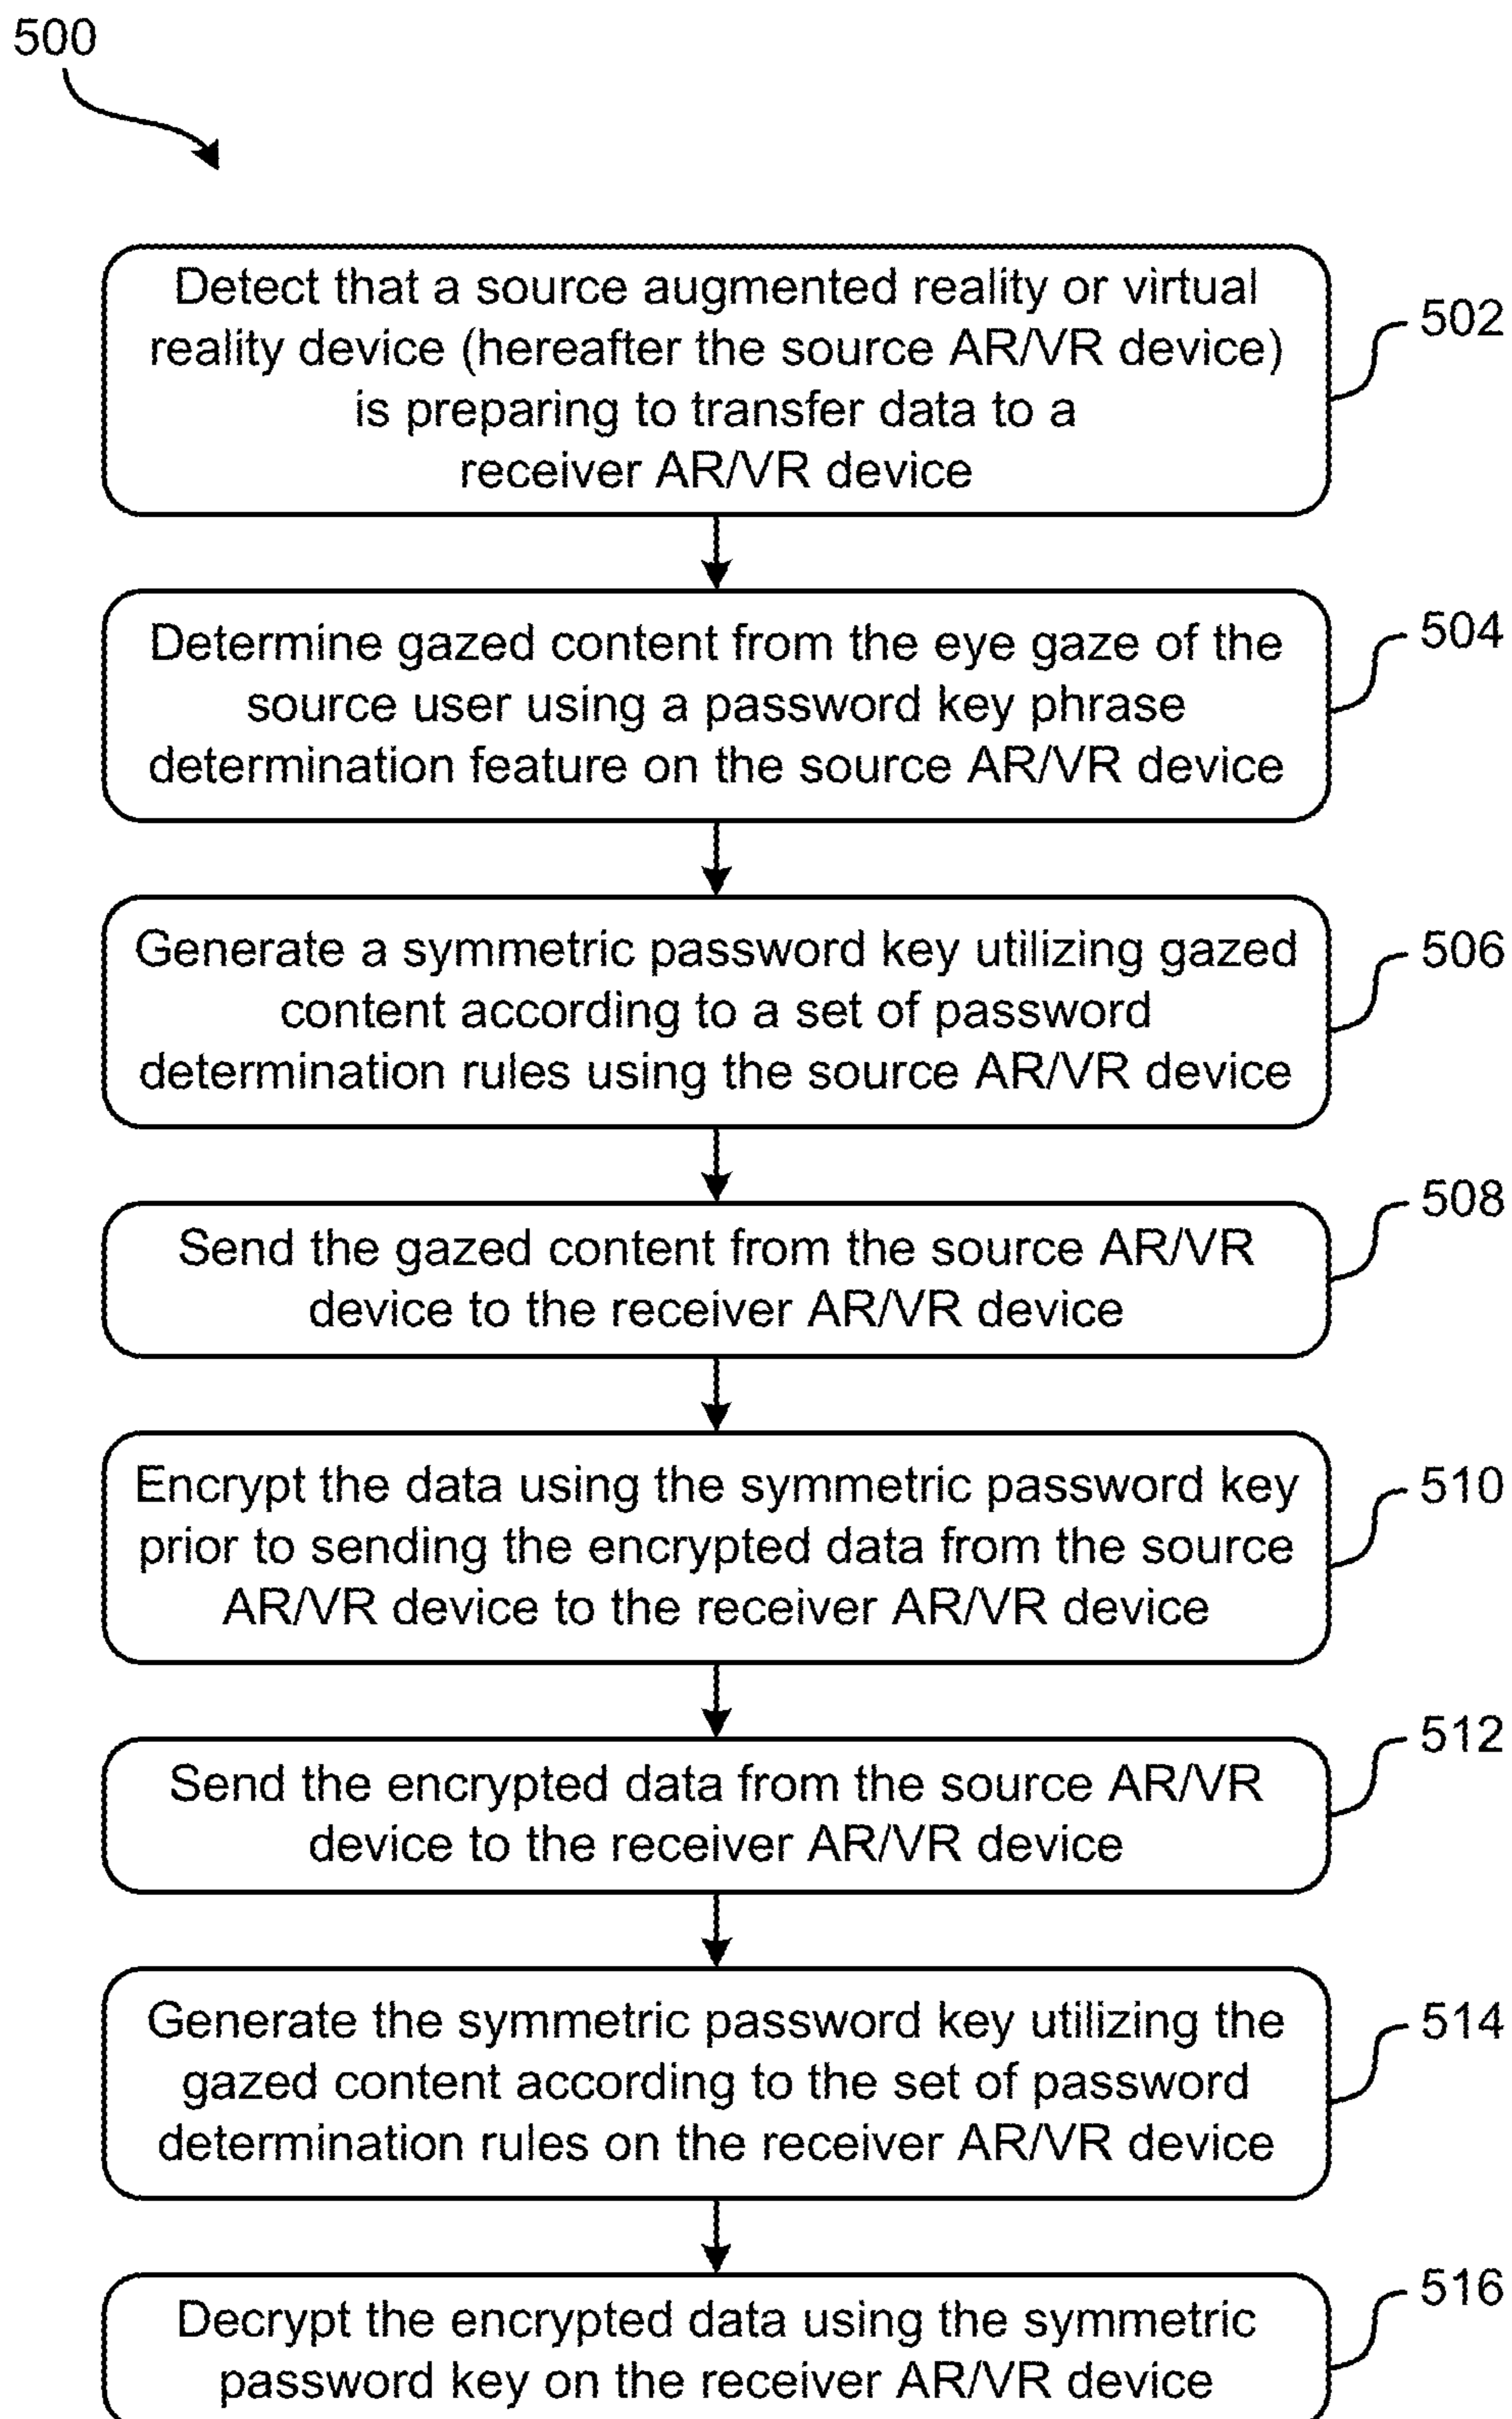 500
Detect that a source augmented reality or virtual
reality device (hereafter the source AR/VR device)
is preparing to transfer data to a
receiver AR/VR device
502
Determine gazed content from the eye gaze of the
source user using a password key phrase
determination feature on the source AR/VR device
504
Generate a symmetric password key utilizing gazed
content according to a set of password
determination rules using the source AR/VR device
506
Send the gazed content from the source AR/VR
device to the receiver AR/VR device
508
Encrypt the data using the symmetric password key
prior to sending the encrypted data from the source
AR/VR device to the receiver AR/VR device
510
Send the encrypted data from the source AR/VR
device to the receiver AR/VR device
512
Generate the symmetric password key utilizing the
gazed content according to the set of password
determination rules on the receiver AR/VR device
514
Decrypt the encrypted data using the symmetric
password key on the receiver AR/VR device
516